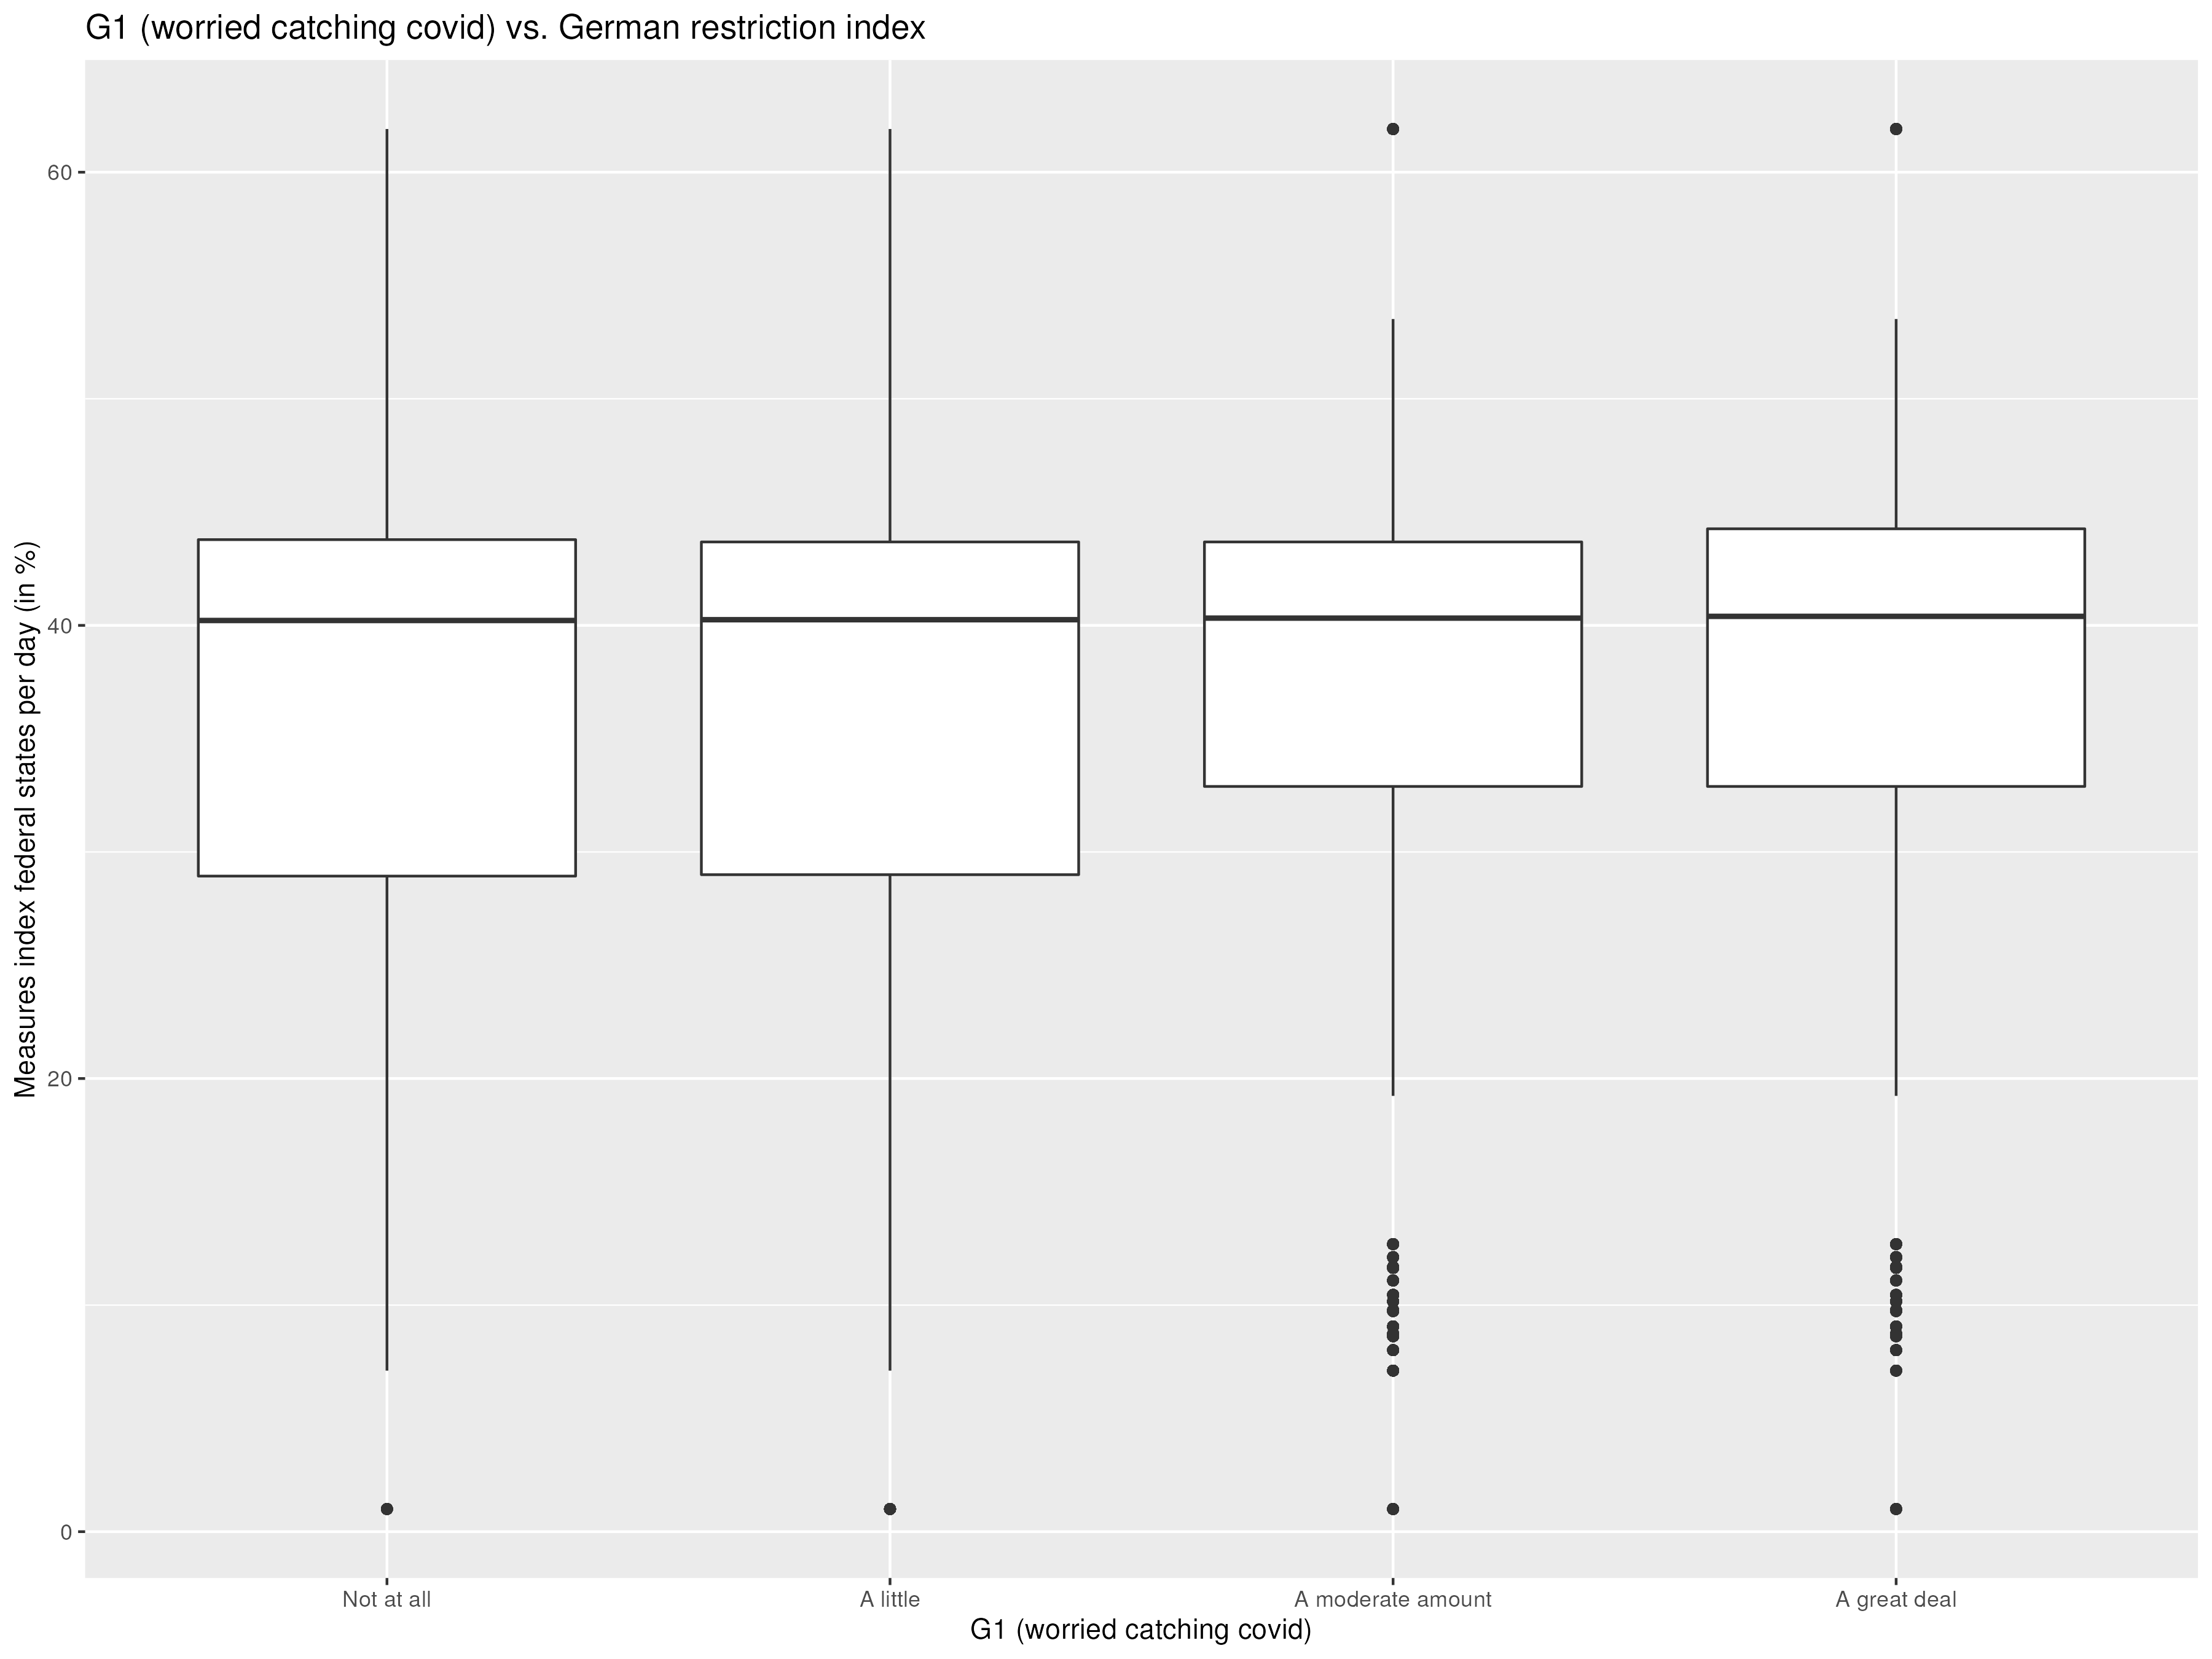 G1 (worried catching covid) vs. German restriction index
Measures index federal states per day (in %)
60
40
20
0
Not at all
A little
A moderate amount
A great deal
G1 (worried catching covid)